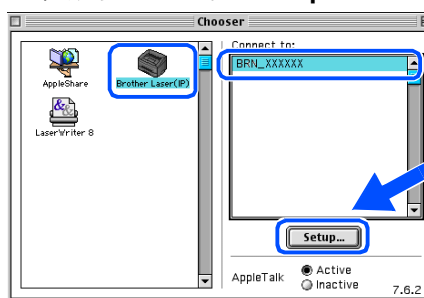 Chooser
Connect to:
BRN_XXXXXX
AppleShare
Brother Laser(IP)
LaserWriter 8
Setup...
AppleTalk
Active
Inactive
7.6.2